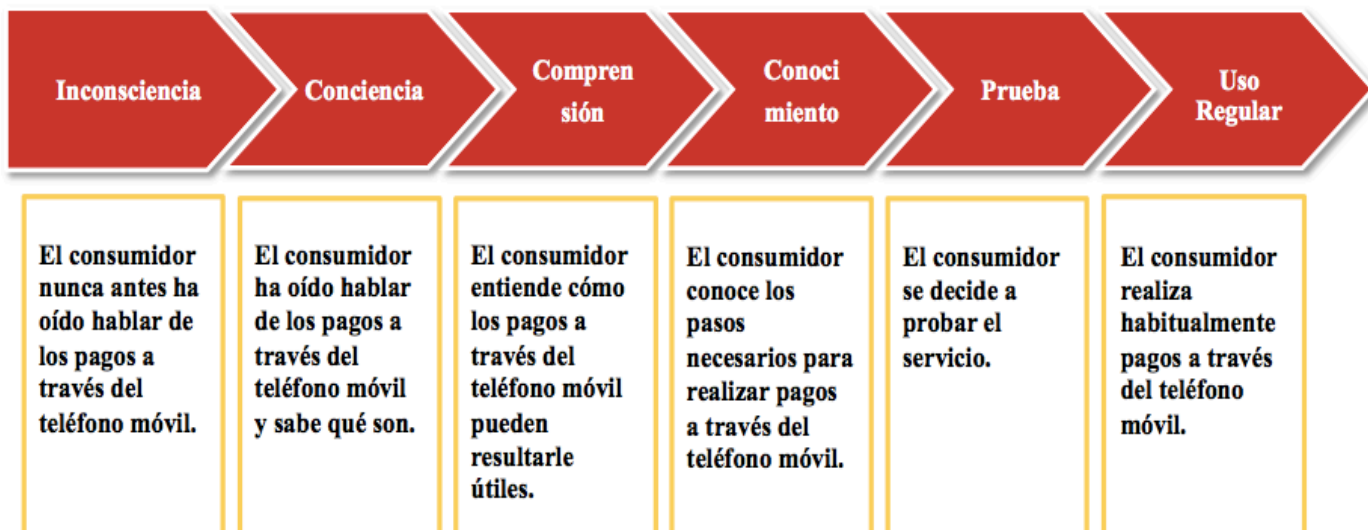 Inconsciencia
Conciencia
Compren
sión
Conoci
miento
Prueba
Uso
Regular
El consumidor
nunca antes ha
oído hablar de
los pagos a
través del
teléfono móvil.
El consumidor
ha oído hablar
de los pagos a
través del
teléfono móvil
y sabe qué son.
El consumidor
entiende cómo
los pagos a
través del
teléfono móvil
pueden
resultarle
útiles.
El consumidor
conoce los
pasos
necesarios para
realizar pagos
a través del
teléfono móvil.
El consumidor
se decide a
probar el
servicio.
El consumidor
realiza
habitualmente
pagos a través
del teléfono
móvil.